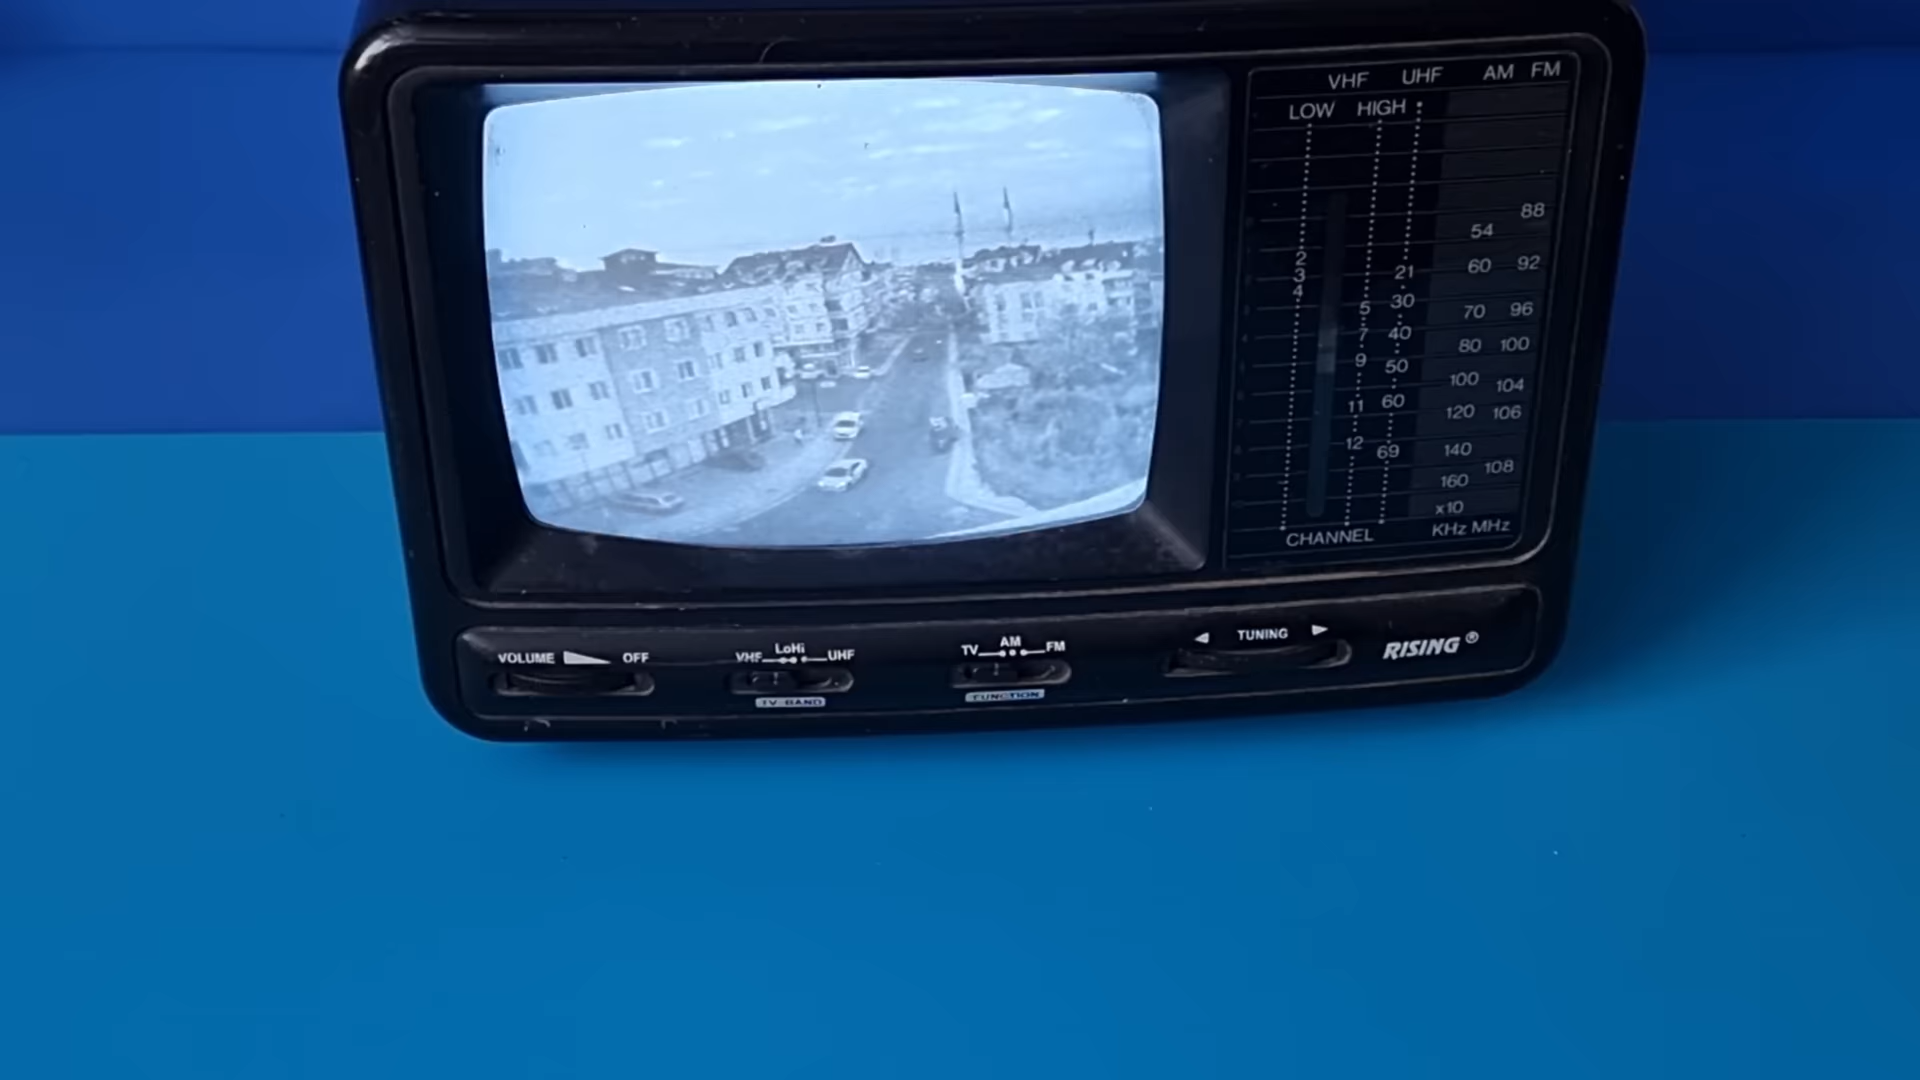 VHF UHF AM FM
LOW HIGH
88
54
2
60 92
3 21
4
5 30 70 96
7 40 80 100
9 50
100 104
11 60 120 106
12 69 140
108
160
x10
CHANNEL KHz MHz
VOLUME OFF
VHF LoHi UHF
TV BAND
TV AM FM
FUNCTION
TUNING
RISING ®